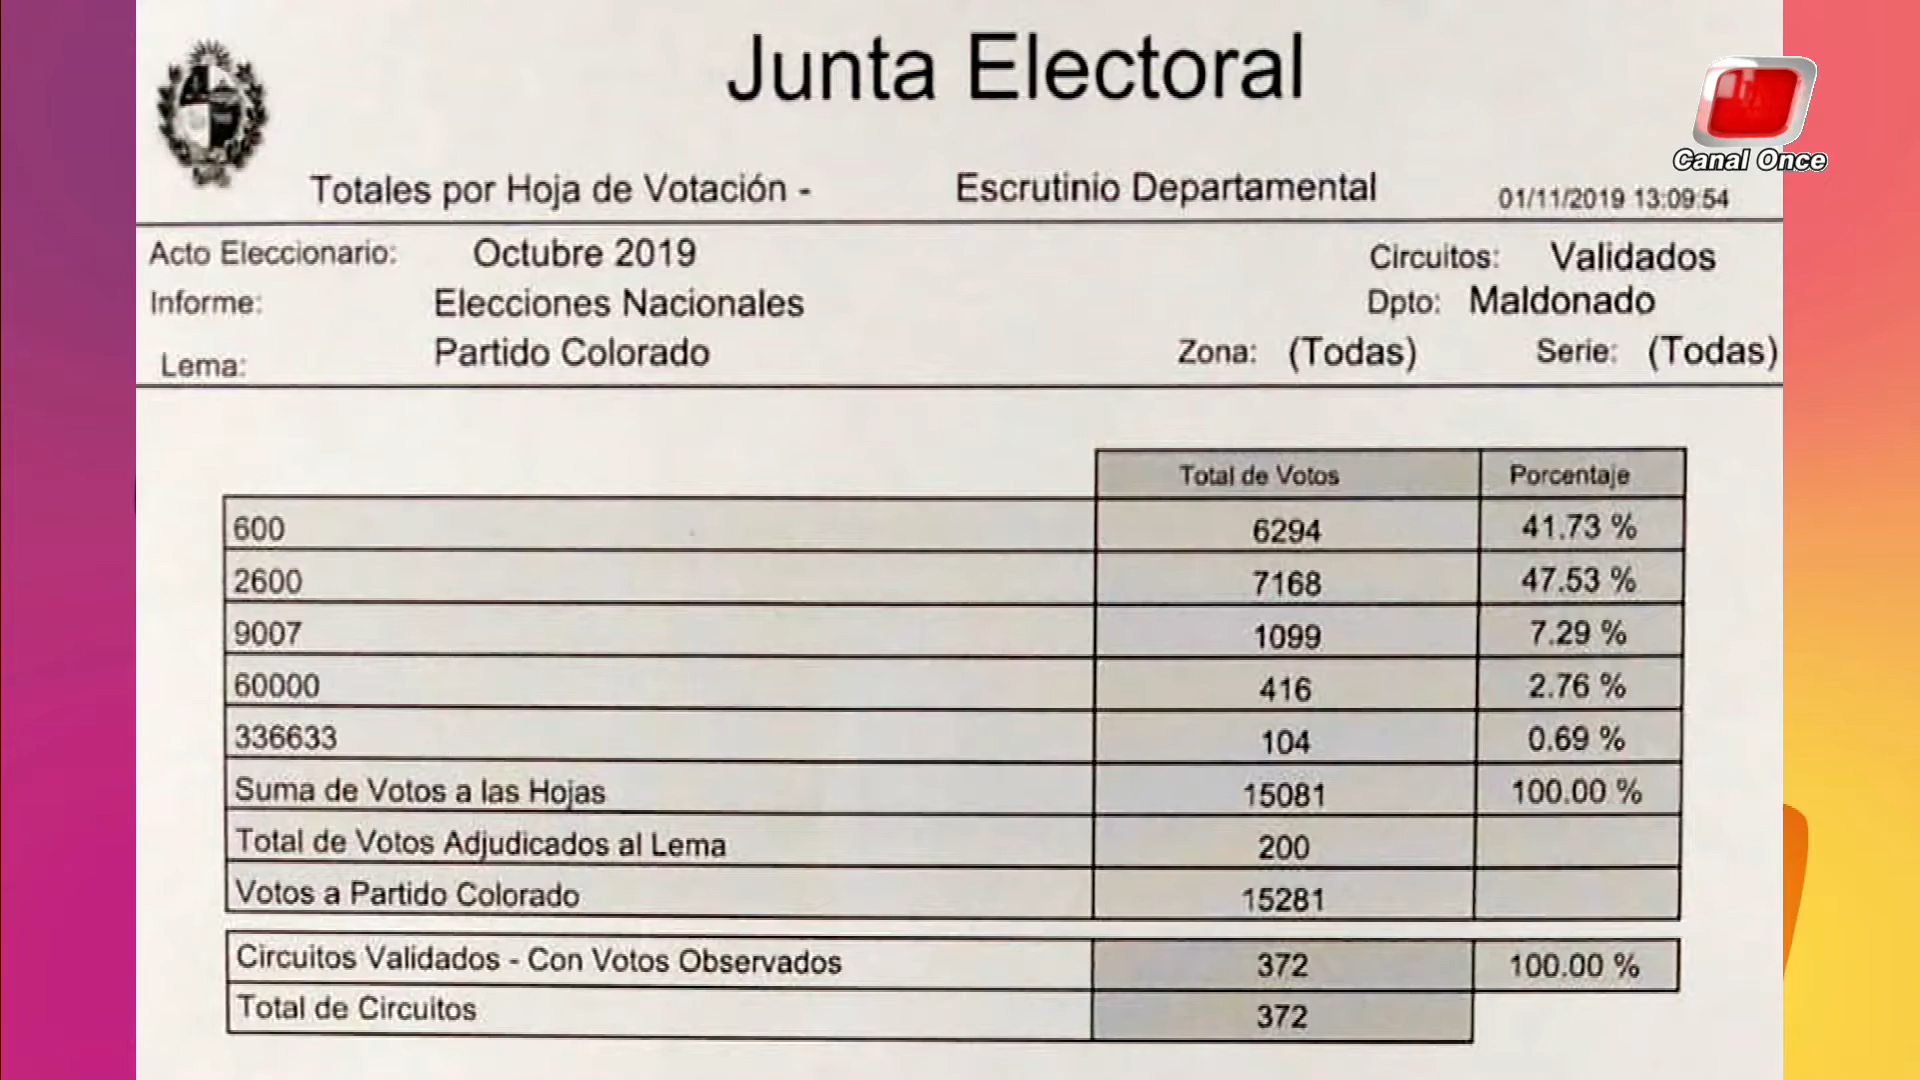 Junta Electoral
Canal Once
Totales por Hoja de Votación - Escrutinio Departamental 01/11/2019 13:09:54
Acto Eleccionario: Octubre 2019 Circuitos: Validados
Informe: Elecciones Nacionales Dpto: Maldonado
Lema: Partido Colorado Zona: (Todas) Serie: (Todas)
Total de Votos Porcentaje
600 6294 41.73 %
2600 7168 47.53 %
9007 1099 7.29 %
60000 416 2.76 %
336633 104 0.69 %
Suma de Votos a las Hojas 15081 100.00 %
Total de Votos Adjudicados al Lema 200
Votos a Partido Colorado 15281
Circuitos Validados - Con Votos Observados 372 100.00 %
Total de Circuitos 372